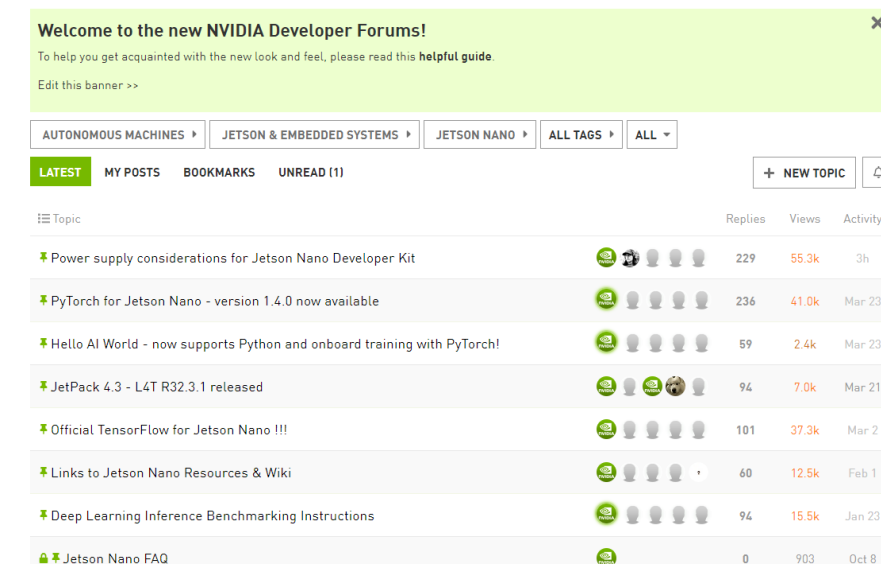 Welcome to the new NVIDIA Developer Forums!
To help you get acquainted with the new look and feel, please read this helpful guide.
Edit this banner >>
AUTONOMOUS MACHINES JETSON & EMBEDDED SYSTEMS JETSON NANO ALL TAGS ALL
LATEST MY POSTS BOOKMARKS UNREAD (1) + NEW TOPIC
Topic Replies Views Activity
Power supply considerations for Jetson Nano Developer Kit 229 55.3k 3h
PyTorch for Jetson Nano - version 1.4.0 now available 236 41.0k Mar 23
Hello AI World - now supports Python and onboard training with PyTorch! 59 2.4k Mar 23
JetPack 4.3 - L4T R32.3.1 released 94 7.0k Mar 21
Official TensorFlow for Jetson Nano !!! 101 37.3k Mar 2
Links to Jetson Nano Resources & Wiki 60 12.5k Feb 1
Deep Learning Inference Benchmarking Instructions 94 15.5k Jan 23
Jetson Nano FAQ 0 903 Oct 8